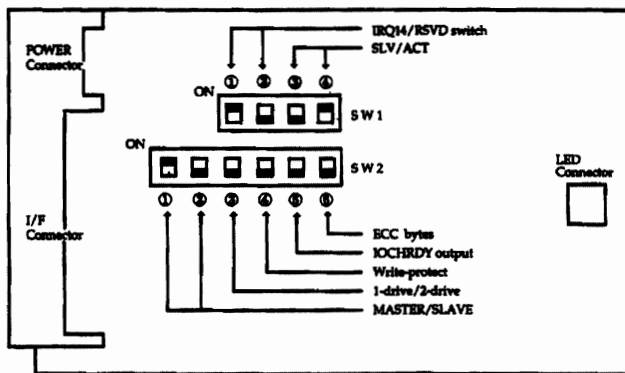 IRQ14/RSVD switch
SLV/ACT
POWER
Connector
① ② ③ ④
ON
SW1
ON
SW2
LED
Connector
① ② ③ ④ ⑤ ⑥
I/F
Connector
ECC bytes
IOCHRDY output
Write-protect
1-drive/2-drive
MASTER/SLAVE